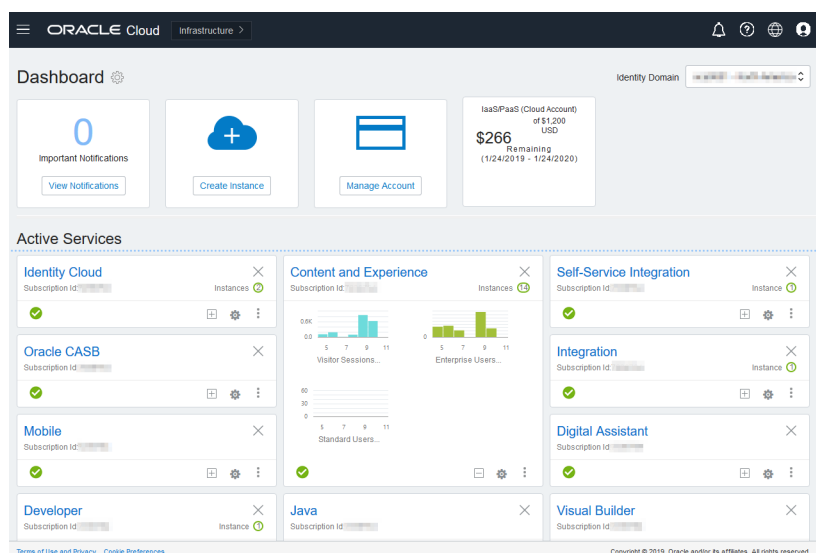 ORACLE Cloud Infrastructure >
Dashboard
Identity Domain
0
Important Notifications
View Notifications
Create Instance
Manage Account
IaaS/PaaS (Cloud Account)
$266 of $1,200 USD
Remaining
(1/24/2019 - 1/24/2020)
Active Services
Identity Cloud
Subscription Id:
Instances 2
Content and Experience
Subscription Id:
Instances 14
0.6K
0.0
5 7 9 11
Visitor Sessions...
0
5 7 9 11
Enterprise Users...
60
30
0
5 7 9 11
Standard Users...
Self-Service Integration
Subscription Id:
Instance 1
Oracle CASB
Subscription Id:
Integration
Subscription Id:
Instance 1
Mobile
Subscription Id:
Digital Assistant
Subscription Id
Developer
Subscription Id:
Instance 1
Java
Subscription Id:
Visual Builder
Subscription Id:
Terms of Use and Privacy Cookie Preferences
Copyright © 2019, Oracle and/or its affiliates. All rights reserved.